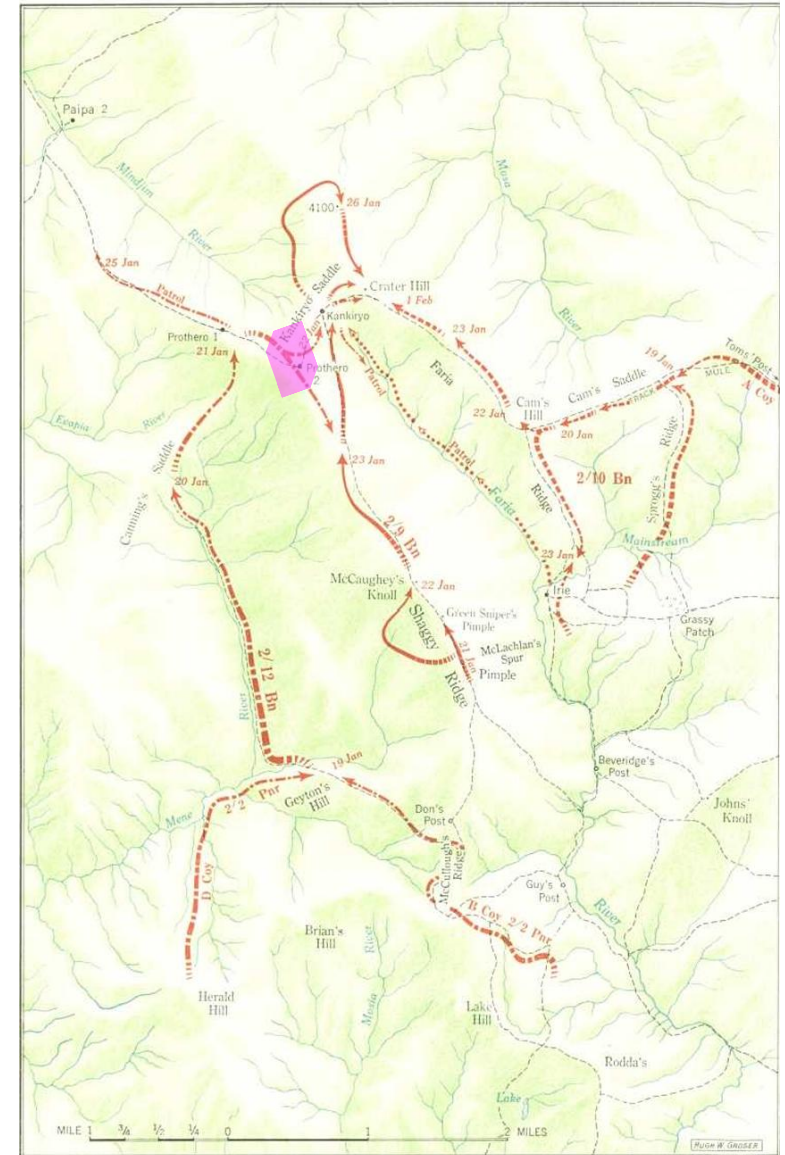 Paipa 2
Mindjim
River
Mosa
River
4100
26 Jan
25 Jan
Patrol
Kankiryo Saddle
Crater Hill
1 Feb
Kankiryo
Prothero 1
21 Jan
Prothero
2
23 Jan
Faria
Patrol
19 Jan
Toms' Post
MULE
TRACK
A Coy
Cam's Saddle
Cam's
Hill
22 Jan
20 Jan
Evapia
River
Canning's
Saddle
20 Jan
23 Jan
Patrol
Faria
Ridge
2/10 Bn
Sprogg's
Ridge
2/9 Bn
Mainstream
23 Jan
Irie
McCaughey's
Knoll
22 Jan
Green Sniper's
Pimple
Shaggy
Ridge
21 Jan
McLachlan's
Spur
Pimple
Grassy
Patch
2/12 Bn
River
19 Jan
Beveridge's
Post
Mene
2/2 Pnr
Geyton's
Hill
Don's
Post
Johns'
Knoll
McCullough's
Ridge
D Coy
Guy's
Post
River
B Coy 2/2 Pnr
Brian's
Hill
River
Mosia
Herald
Hill
Lake
Hill
Rodda's
Lake
MILE 1 3/4 1/2 1/4 0 1 2 MILES
HUGH W. GROSER